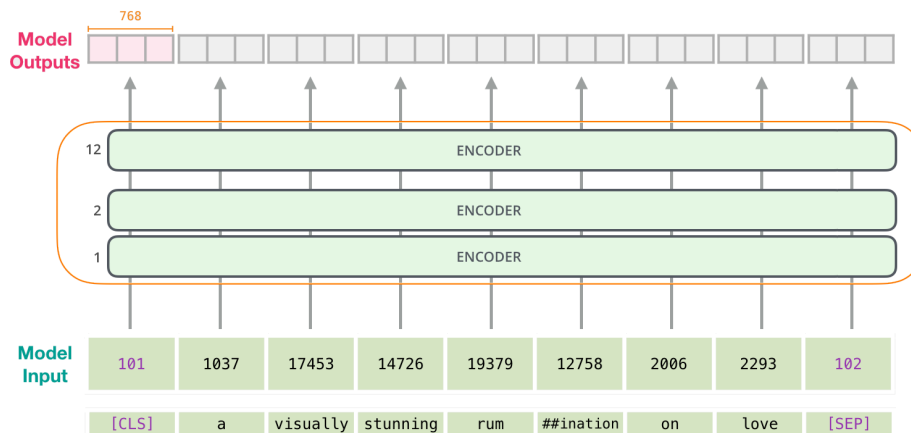 768
Model
Outputs
12 ENCODER
2 ENCODER
1 ENCODER
Model
Input
101 1037 17453 14726 19379 12758 2006 2293 102
[CLS] a visually stunning rum ##ination on love [SEP]